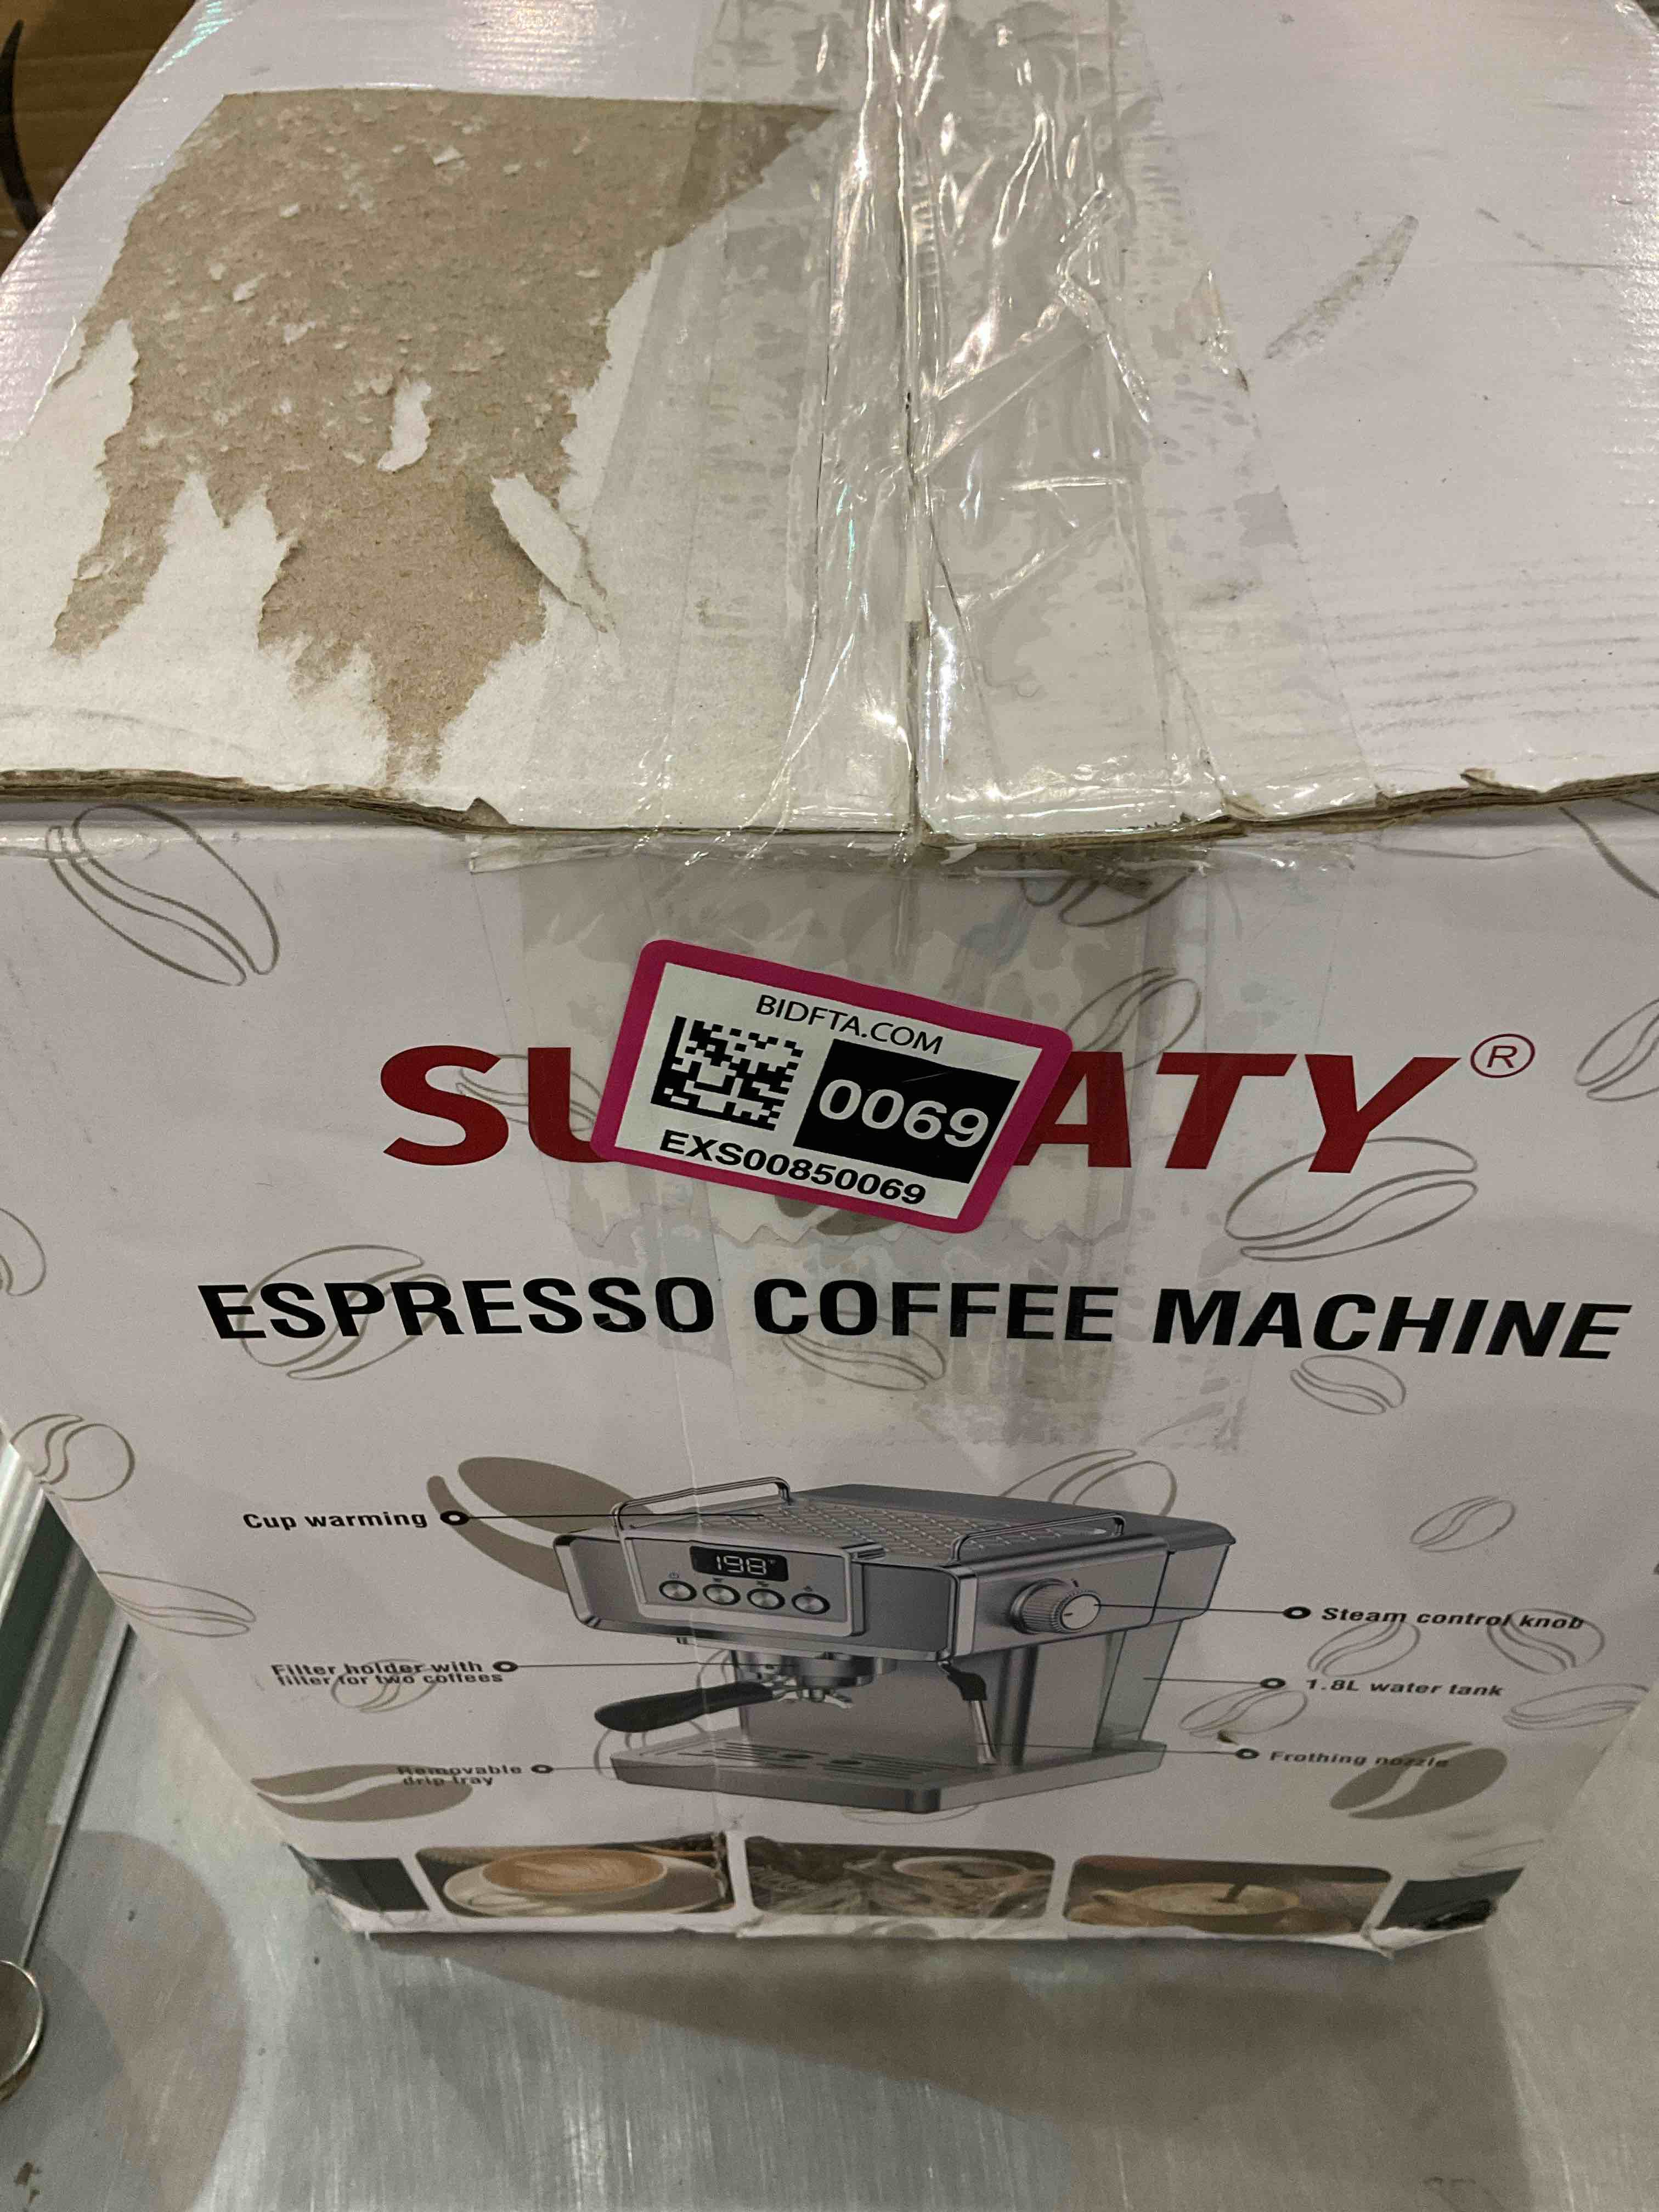 BIDFTA.COM
0069
EXS00850069
SU ATY®
ESPRESSO COFFEE MACHINE
198°
Cup warming
Steam control knob
Filter holder with
filter for two coffees
1.8L water tank
Frothing nozzle
Removable
drip tray